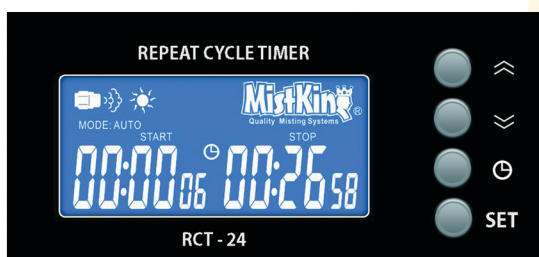 REPEAT CYCLE TIMER
MistKing®
Quality Misting Systems
MODE: AUTO
START STOP
00:00 06 00:26 58
SET
RCT - 24